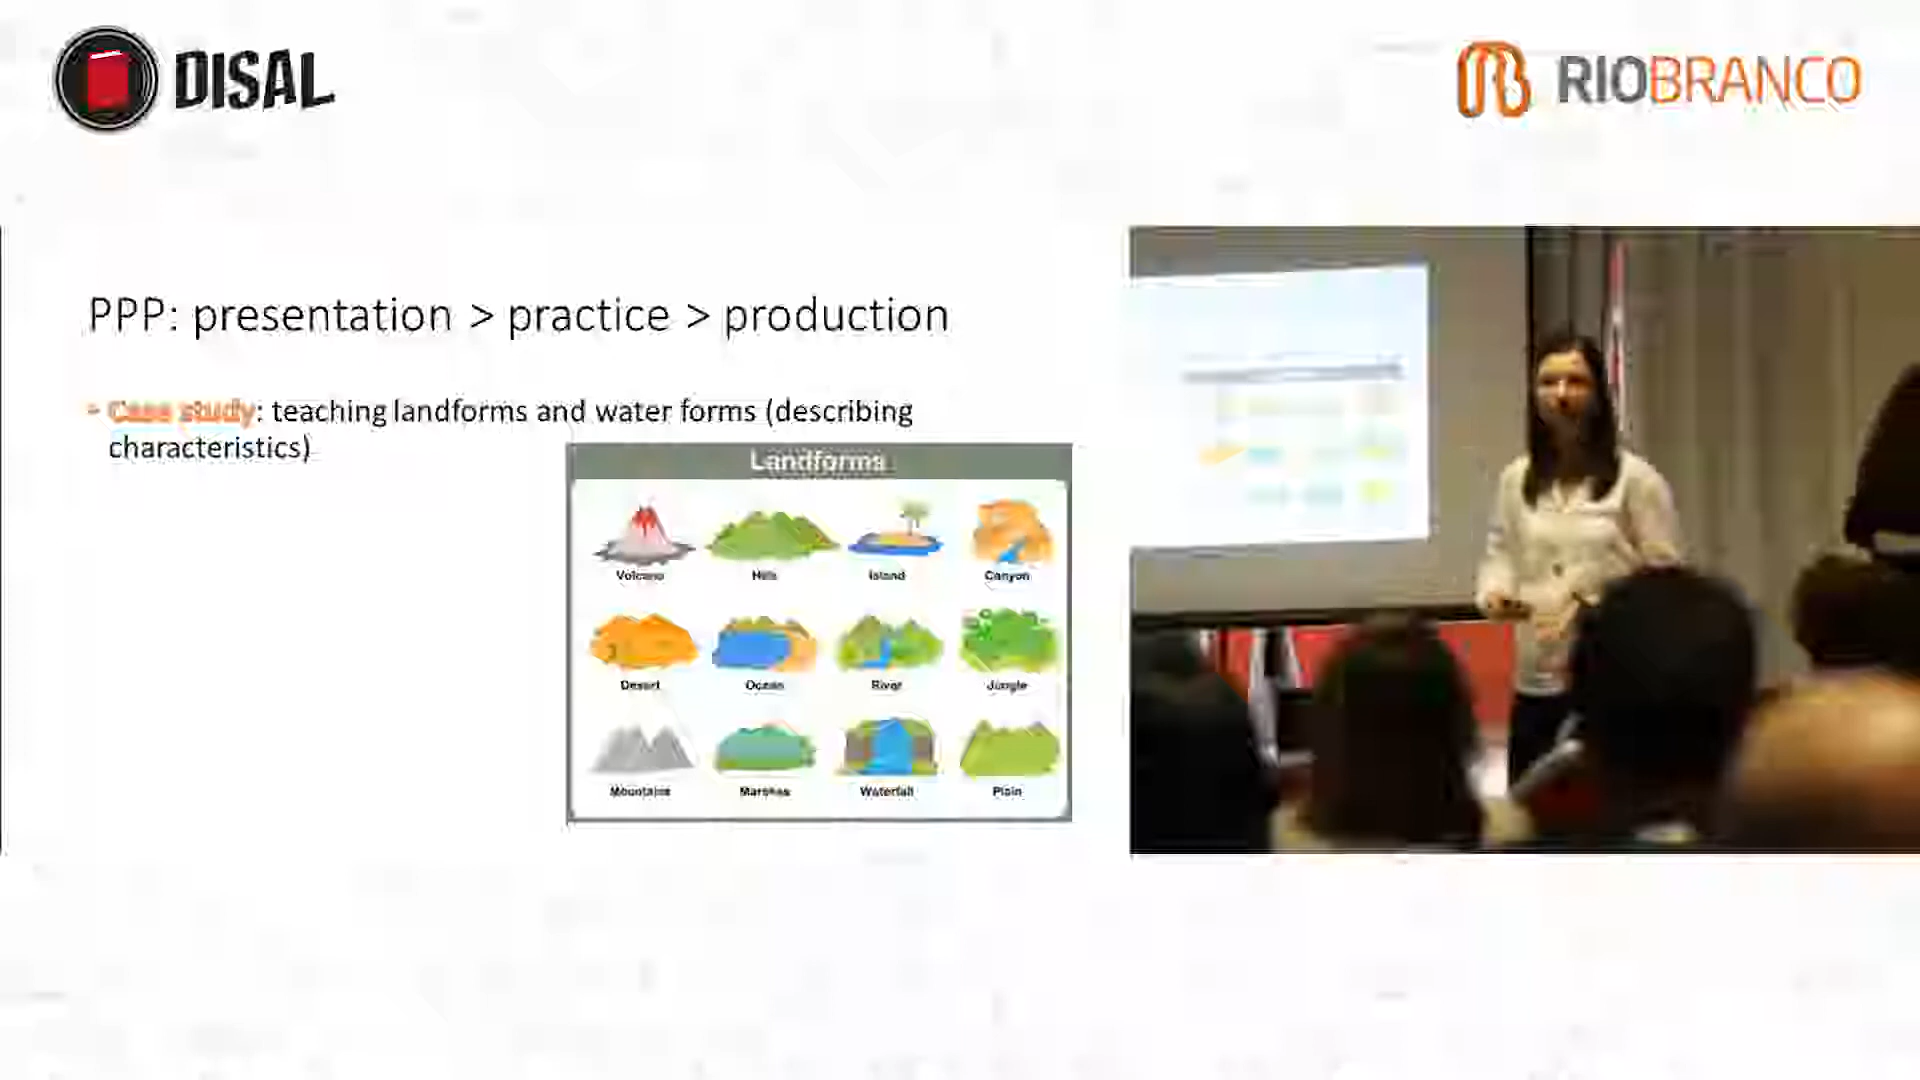 DISAL
RIOBRANCO
PPP: presentation > practice > production
- Case study: teaching landforms and water forms (describing
characteristics)
Landforms
Volcano Hills Island Canyon
Desert Ocean River Jungle
Mountains Marshes Waterfall Plain